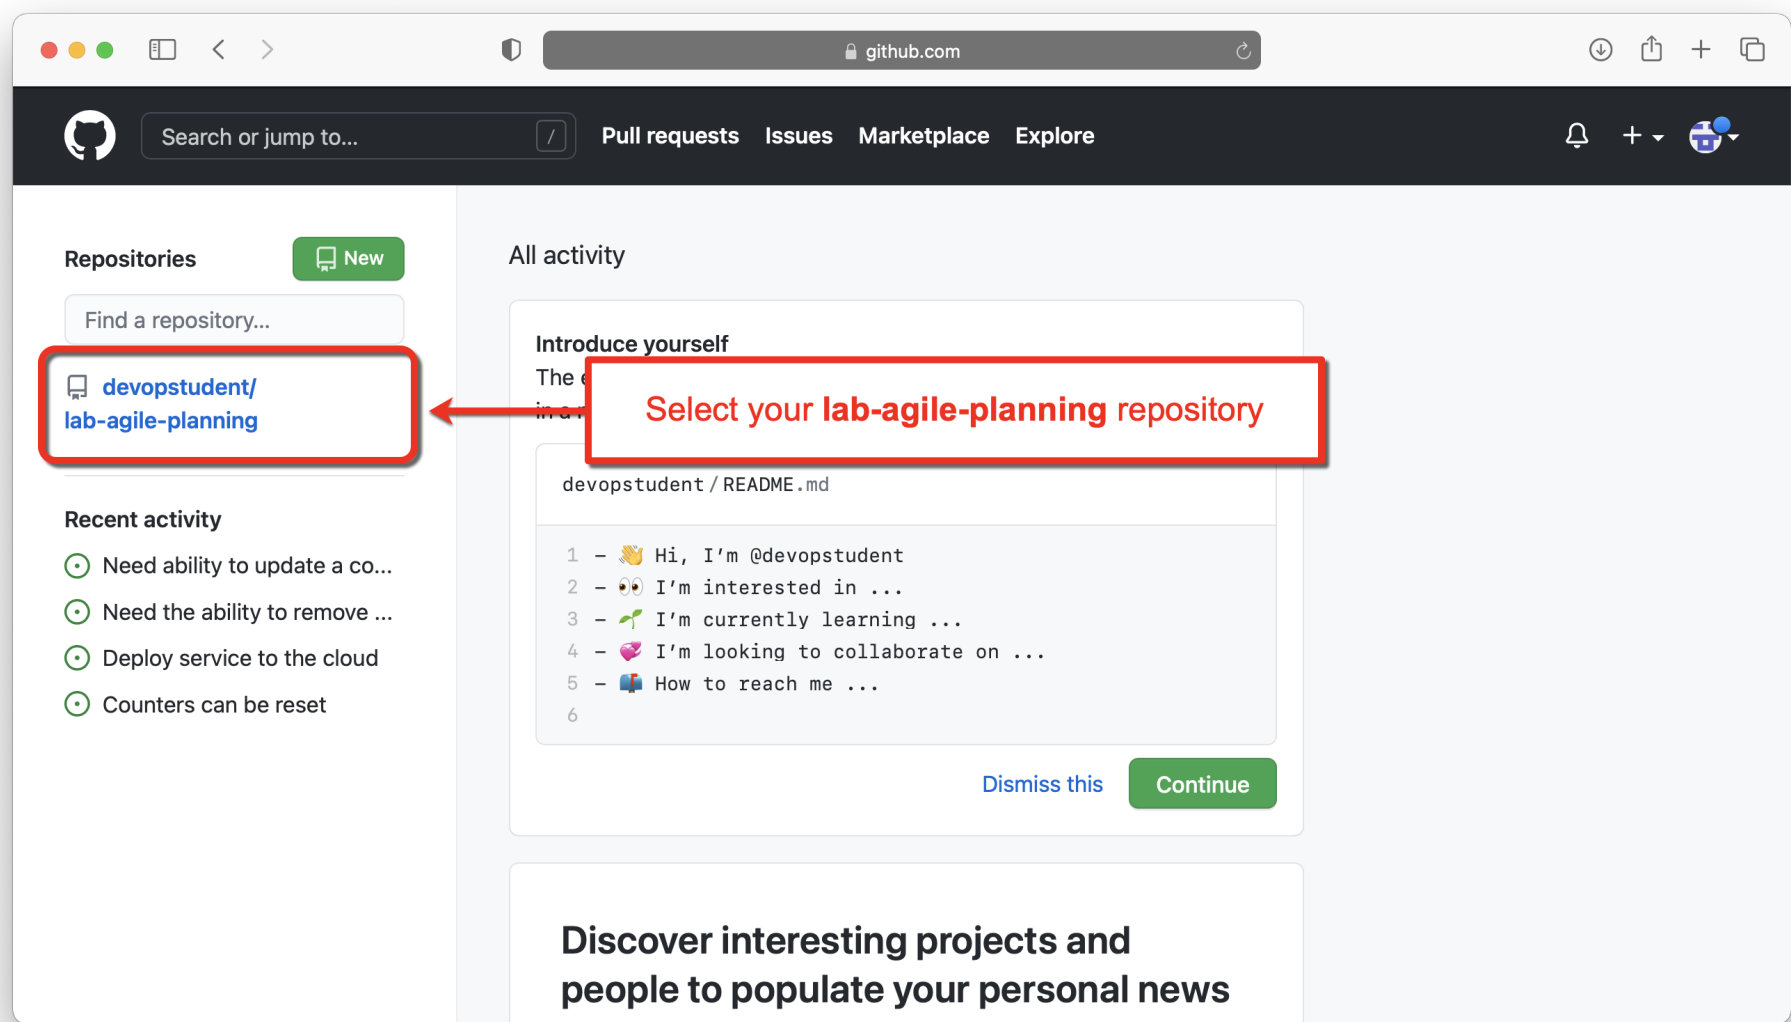 github.com
Search or jump to...
/
Pull requests
Issues
Marketplace
Explore
Repositories
New
Find a repository...
devopstudent/
lab-agile-planning
Recent activity
Need ability to update a co...
Need the ability to remove ...
Deploy service to the cloud
Counters can be reset
All activity
Introduce yourself
The
Select your lab-agile-planning repository
devopstudent/README.md
1 - 👋 Hi, I’m @devopstudent
2 - 👀 I’m interested in ...
3 - 🌱 I’m currently learning ...
4 - 💞️ I’m looking to collaborate on ...
5 - 📫 How to reach me ...
6
Dismiss this
Continue
Discover interesting projects and
people to populate your personal news